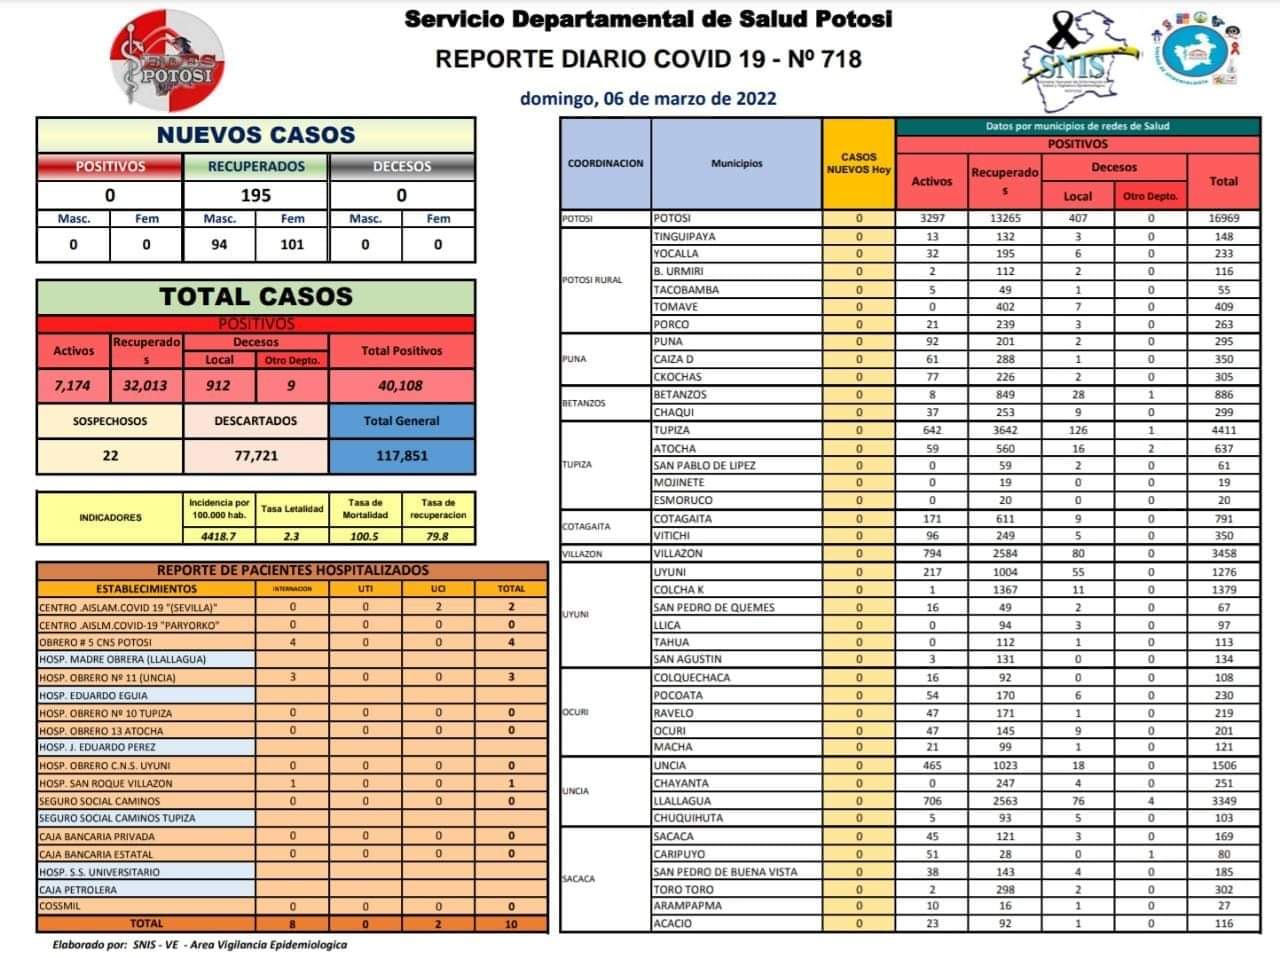 Servicio Departamental de Salud Potosi
REPORTE DIARIO COVID 19 - Nº 718
domingo, 06 de marzo de 2022
SEDES
POTOSI
SNIS
NUEVOS CASOS
POSITIVOS RECUPERADOS DECESOS
0 195 0
Masc. Fem Masc. Fem Masc. Fem
0 0 94 101 0 0
TOTAL CASOS
POSITIVOS
Activos Recuperado s Decesos Total Positivos
Local Otro Depto.
7,174 32,013 912 9 40,108
SOSPECHOSOS DESCARTADOS Total General
22 77,721 117,851
INDICADORES Incidencia por 100.000 hab. Tasa Letalidad Tasa de Mortalidad Tasa de recuperacion
4418.7 2.3 100.5 79.8
REPORTE DE PACIENTES HOSPITALIZADOS
ESTABLECIMIENTOS INTERNACION UTI UCI TOTAL
CENTRO .AISLAM.COVID 19 "(SEVILLA)" 0 0 2 2
CENTRO .AISLM.COVID-19 "PARYORKO" 0 0 0 0
OBRERO # 5 CNS POTOSI 4 0 0 4
HOSP. MADRE OBRERA (LLALLAGUA)
HOSP. OBRERO Nº 11 (UNCIA) 3 0 0 3
HOSP. EDUARDO EGUIA
HOSP. OBRERO Nº 10 TUPIZA 0 0 0 0
HOSP. OBRERO 13 ATOCHA 0 0 0 0
HOSP. J. EDUARDO PEREZ
HOSP. OBRERO C.N.S. UYUNI 0 0 0 0
HOSP. SAN ROQUE VILLAZON 1 0 0 1
SEGURO SOCIAL CAMINOS 0 0 0 0
SEGURO SOCIAL CAMINOS TUPIZA
CAJA BANCARIA PRIVADA 0 0 0 0
CAJA BANCARIA ESTATAL 0 0 0 0
HOSP. S.S. UNIVERSITARIO
CAJA PETROLERA
COSSMIL 0 0 0 0
TOTAL 8 0 2 10
Elaborado por: SNIS - VE - Area Vigilancia Epidemiologica
COORDINACION Municipios CASOS NUEVOS Hoy Datos por municipios de redes de Salud
POSITIVOS
Activos Recuperado s Decesos Total
Local Otro Depto.
POTOSI POTOSI 0 3297 13265 407 0 16969
POTOSI RURAL
TINGUIPAYA 0 13 132 3 0 148
YOCALLA 0 32 195 6 0 233
B. URMIRI 0 2 112 2 0 116
TACOBAMBA 0 5 49 1 0 55
TOMAVE 0 0 402 7 0 409
PORCO 0 21 239 3 0 263
PUNA
PUNA 0 92 201 2 0 295
CAIZA D 0 61 288 1 0 350
CKOCHAS 0 77 226 2 0 305
BETANZOS
BETANZOS 0 8 849 28 1 886
CHAQUI 0 37 253 9 0 299
TUPIZA
TUPIZA 0 642 3642 126 1 4411
ATOCHA 0 59 560 16 2 637
SAN PABLO DE LIPEZ 0 0 59 2 0 61
MOJINETE 0 0 19 0 0 19
ESMORUCO 0 0 20 0 0 20
COTAGAITA
COTAGAITA 0 171 611 9 0 791
VITICHI 0 96 249 5 0 350
VILLAZON VILLAZON 0 794 2584 80 0 3458
UYUNI
UYUNI 0 217 1004 55 0 1276
COLCHA K 0 1 1367 11 0 1379
SAN PEDRO DE QUEMES 0 16 49 2 0 67
LLICA 0 0 94 3 0 97
TAHUA 0 0 112 1 0 113
SAN AGUSTIN 0 3 131 0 0 134
OCURI
COLQUECHACA 0 16 92 0 0 108
POCOATA 0 54 170 6 0 230
RAVELO 0 47 171 1 0 219
OCURI 0 47 145 9 0 201
MACHA 0 21 99 1 0 121
UNCIA
UNCIA 0 465 1023 18 0 1506
CHAYANTA 0 0 247 4 0 251
LLALLAGUA 0 706 2563 76 4 3349
CHUQUIHUTA 0 5 93 5 0 103
SACACA
SACACA 0 45 121 3 0 169
CARIPUYO 0 51 28 0 1 80
SAN PEDRO DE BUENA VISTA 0 38 143 4 0 185
TORO TORO 0 2 298 2 0 302
ARAMPAPMA 0 10 16 1 0 27
ACACIO 0 23 92 1 0 116